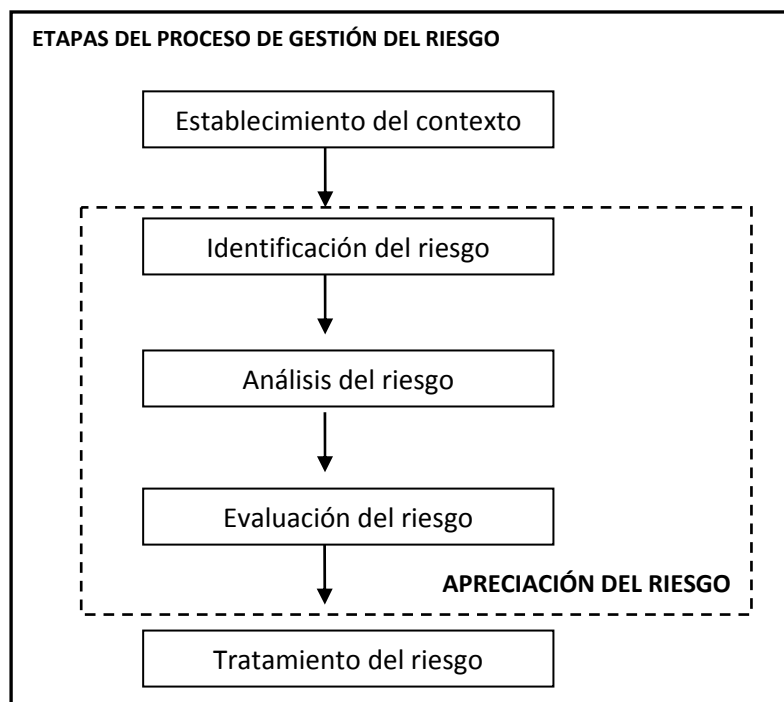 ETAPAS DEL PROCESO DE GESTIÓN DEL RIESGO
Establecimiento del contexto
Identificación del riesgo
Análisis del riesgo
Evaluación del riesgo
APRECIACIÓN DEL RIESGO
Tratamiento del riesgo